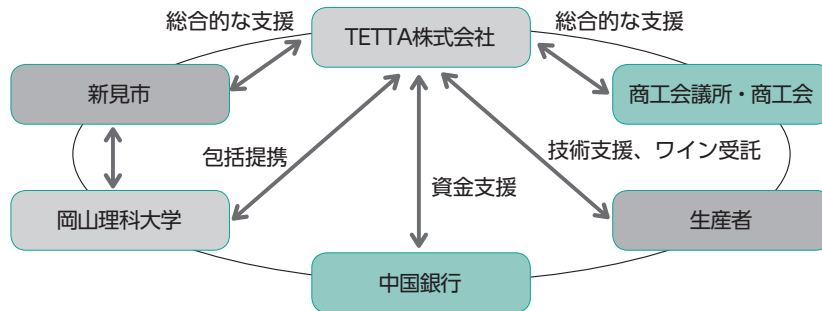 総合的な支援
TETTA株式会社
総合的な支援
新見市
商工会議所・商工会
包括提携
技術支援、ワイン受託
資金支援
岡山理科大学
生産者
中国銀行